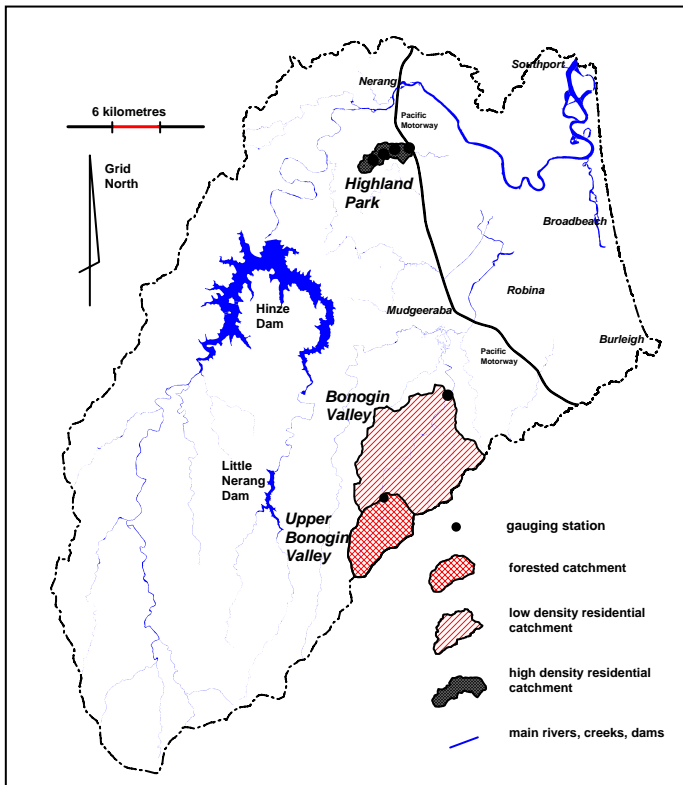 Southport
Nerang
6 kilometres
Pacific
Motorway
Grid
North
Highland
Park
Broadbeach
Hinze
Dam
Robina
Mudgeeraba
Burleigh
Pacific
Motorway
Bonogin
Valley
Little
Nerang
Dam
Upper
Bonogin
Valley
gauging station
forested catchment
low density residential
catchment
high density residential
catchment
main rivers, creeks, dams